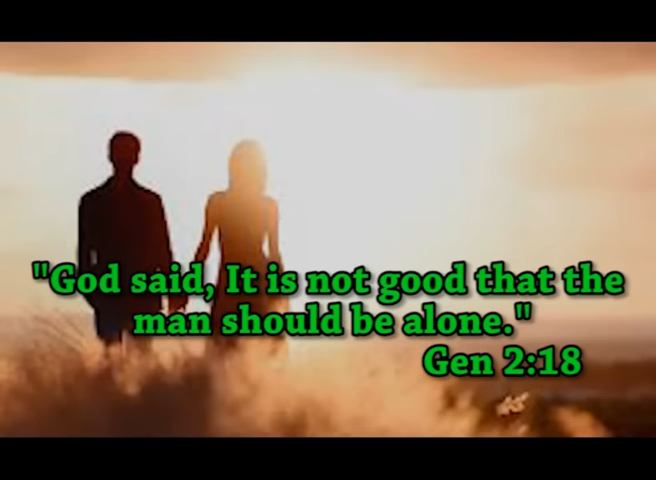 "God said, It is not good that the
man should be alone."
Gen 2:18